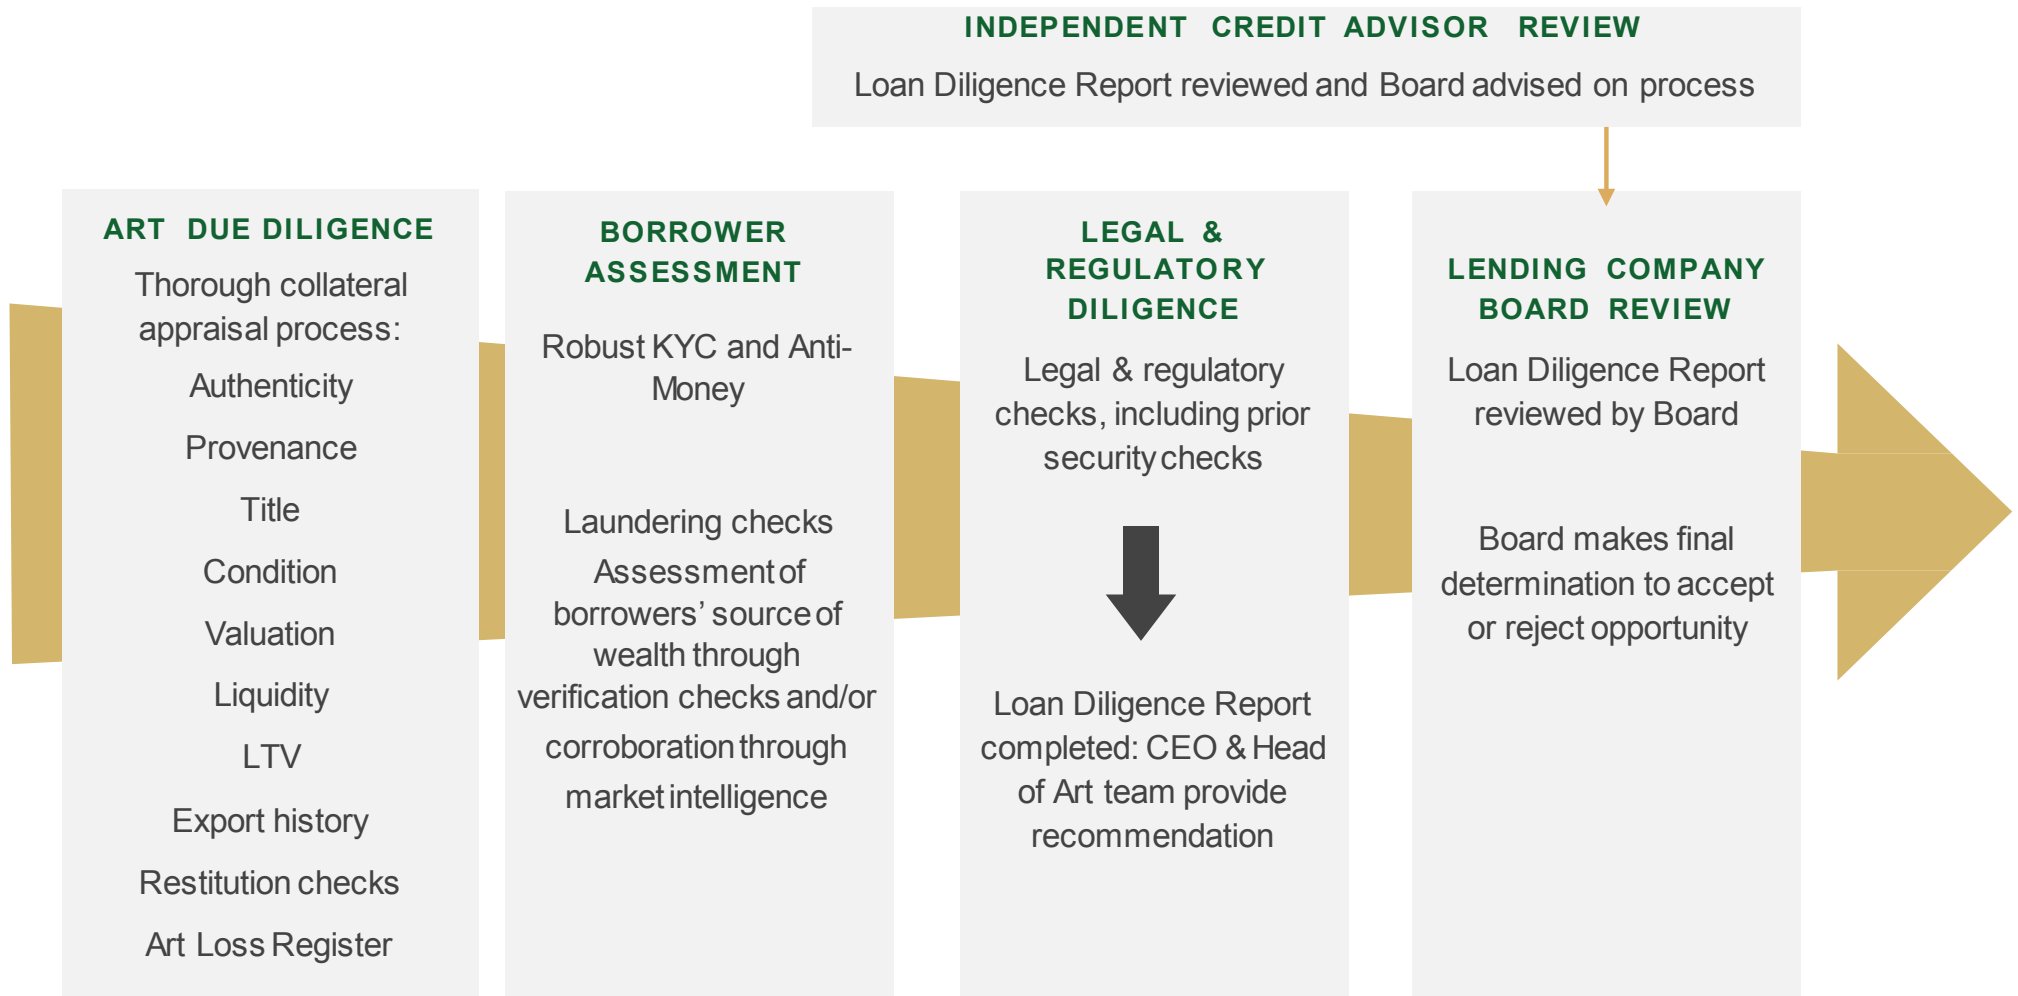 INDEPENDENT CREDIT ADVISOR REVIEW
Loan Diligence Report reviewed and Board advised on process
ART DUE DILIGENCE
Thorough collateral
appraisal process:
Authenticity
Provenance
Title
Condition
Valuation
Liquidity
LTV
Export history
Restitution checks
Art Loss Register
BORROWER
ASSESSMENT
Robust KYC and Anti-
Money
Laundering checks
Assessment of
borrowers’ source of
wealth through
verification checks and/or
corroboration through
market intelligence
LEGAL &
REGULATORY
DILIGENCE
Legal & regulatory
checks, including prior
security checks
Loan Diligence Report
completed: CEO & Head
of Art team provide
recommendation
LENDING COMPANY
BOARD REVIEW
Loan Diligence Report
reviewed by Board
Board makes final
determination to accept
or reject opportunity